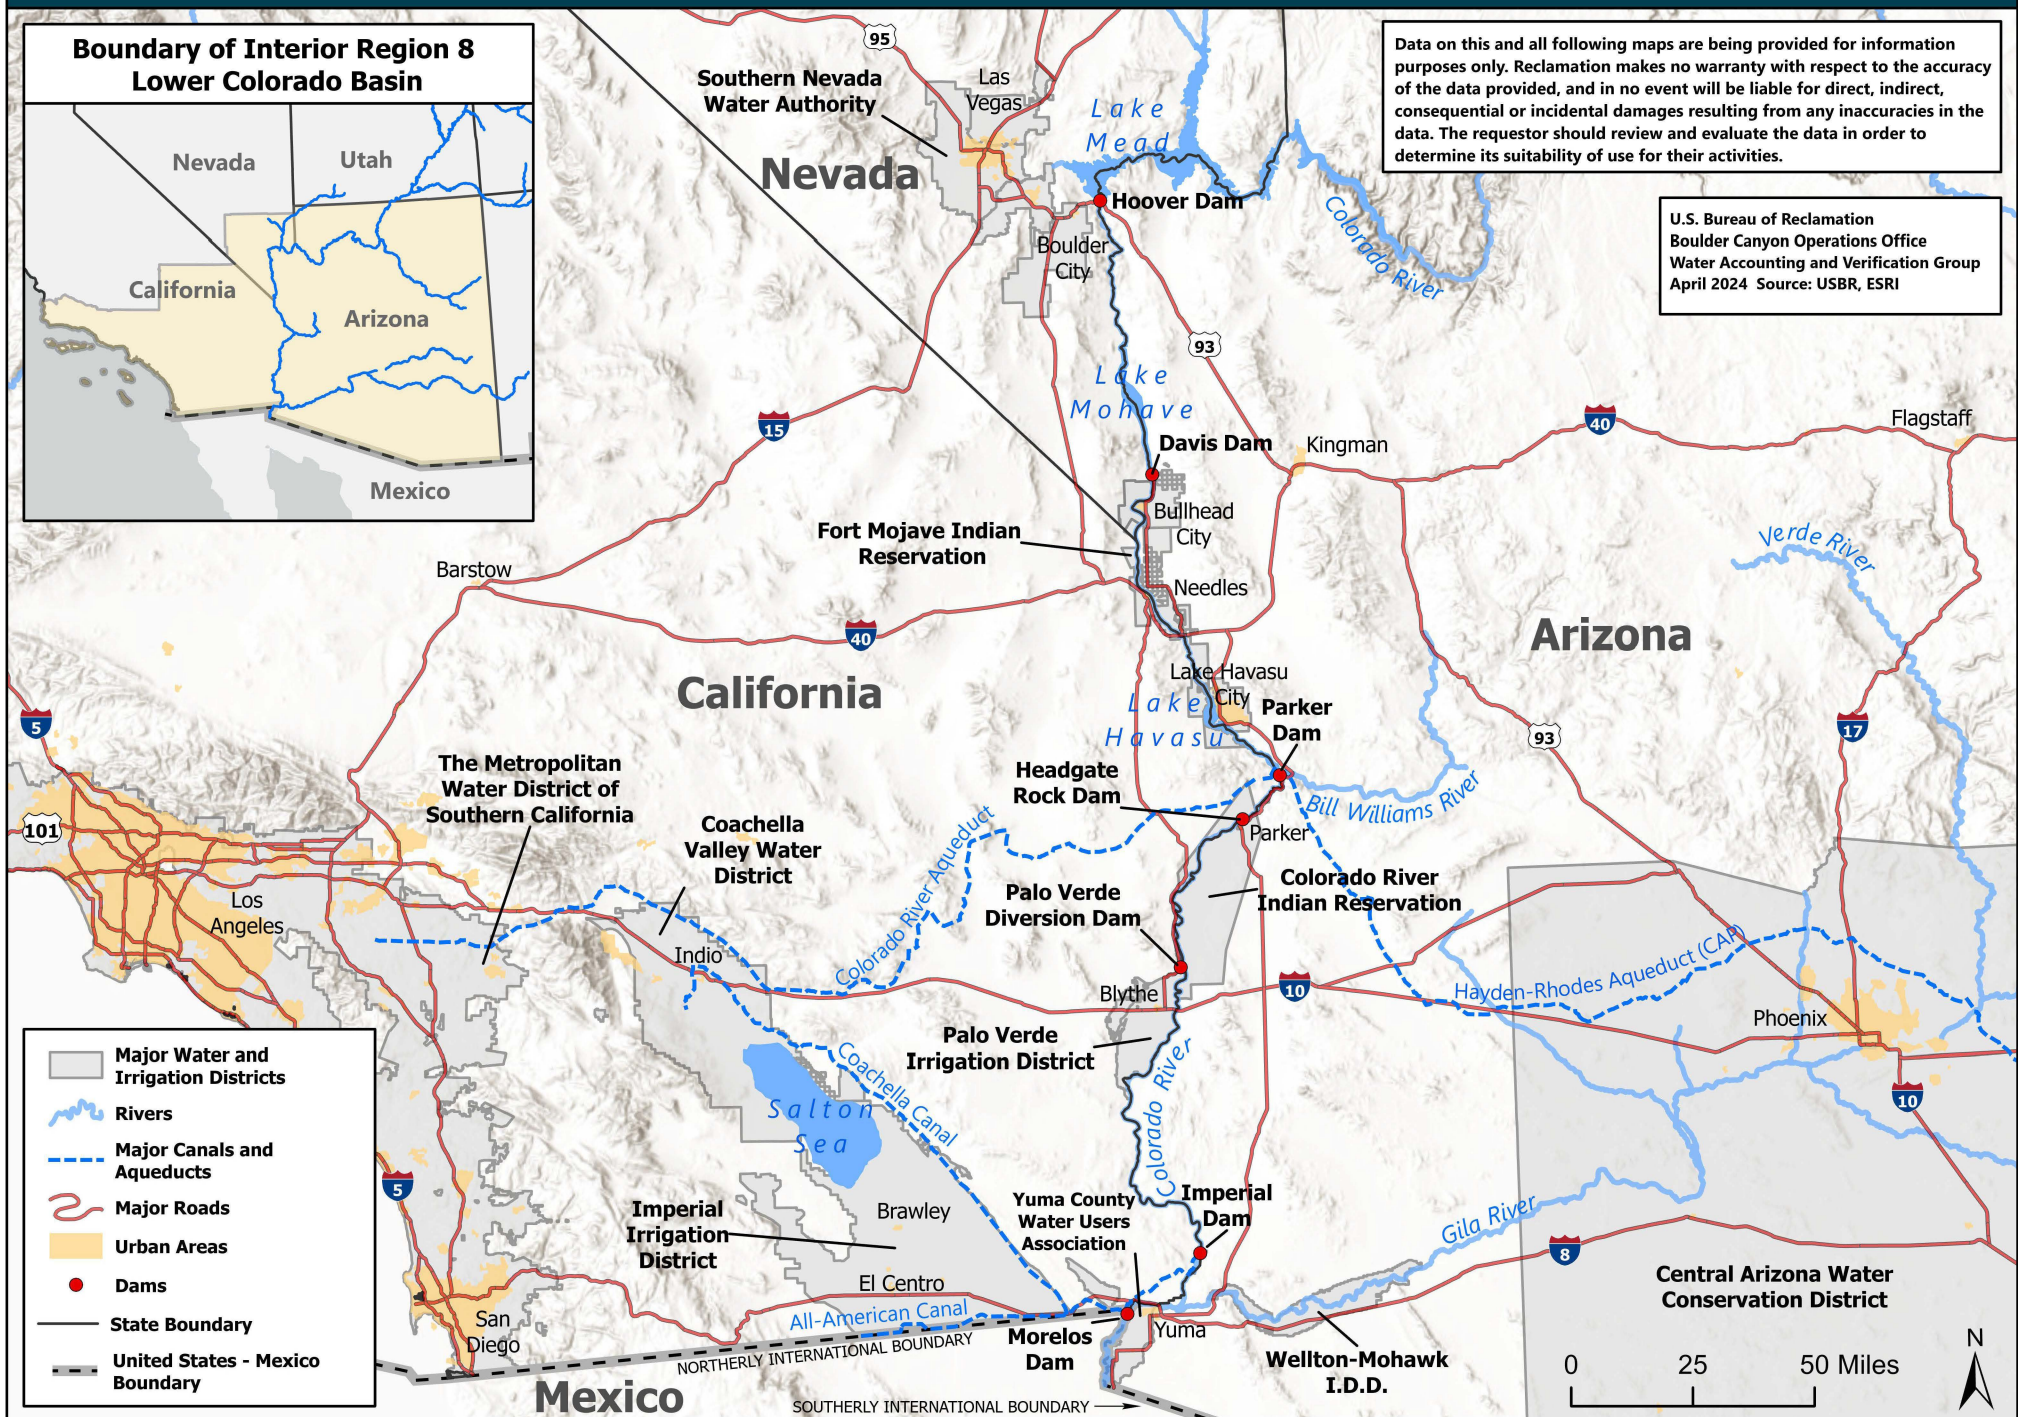 Boundary of Interior Region 8
Lower Colorado Basin
Nevada
Utah
California
Arizona
Mexico
Data on this and all following maps are being provided for information
purposes only. Reclamation makes no warranty with respect to the accuracy
of the data provided, and in no event will be liable for direct, indirect,
consequential or incidental damages resulting from any inaccuracies in the
data. The requestor should review and evaluate the data in order to
determine its suitability of use for their activities.
U.S. Bureau of Reclamation
Boulder Canyon Operations Office
Water Accounting and Verification Group
April 2024 Source: USBR, ESRI
95
Southern Nevada
Water Authority
Las
Vegas
Lake
Mead
Nevada
Hoover Dam
Colorado River
Boulder
City
93
Lake
Mohave
15
40
Flagstaff
Davis Dam
Kingman
Bullhead
City
Fort Mojave Indian
Reservation
Verde River
Barstow
Needles
40
Arizona
California
Lake Havasu
City
Lake
Havasu
Parker
Dam
5
93
17
The Metropolitan
Water District of
Southern California
Headgate
Rock Dam
Bill Williams River
101
Coachella
Valley Water
District
Colorado River Aqueduct
Parker
Palo Verde
Diversion Dam
Colorado River
Indian Reservation
Los
Angeles
Indio
Hayden-Rhodes Aqueduct (CAP)
Blythe
10
Phoenix
Palo Verde
Irrigation District
Colorado River
Coachella Canal
Salton
Sea
10
5
Imperial
Irrigation
District
Brawley
Yuma County
Water Users
Association
Imperial
Dam
Gila River
8
El Centro
Central Arizona Water
Conservation District
All-American Canal
San
Diego
NORTHERLY INTERNATIONAL BOUNDARY
Morelos
Dam
Yuma
Wellton-Mohawk
I.D.D.
Mexico
SOUTHERLY INTERNATIONAL BOUNDARY
Major Water and
Irrigation Districts
Rivers
Major Canals and
Aqueducts
Major Roads
Urban Areas
Dams
State Boundary
United States - Mexico
Boundary
N
0 25 50 Miles